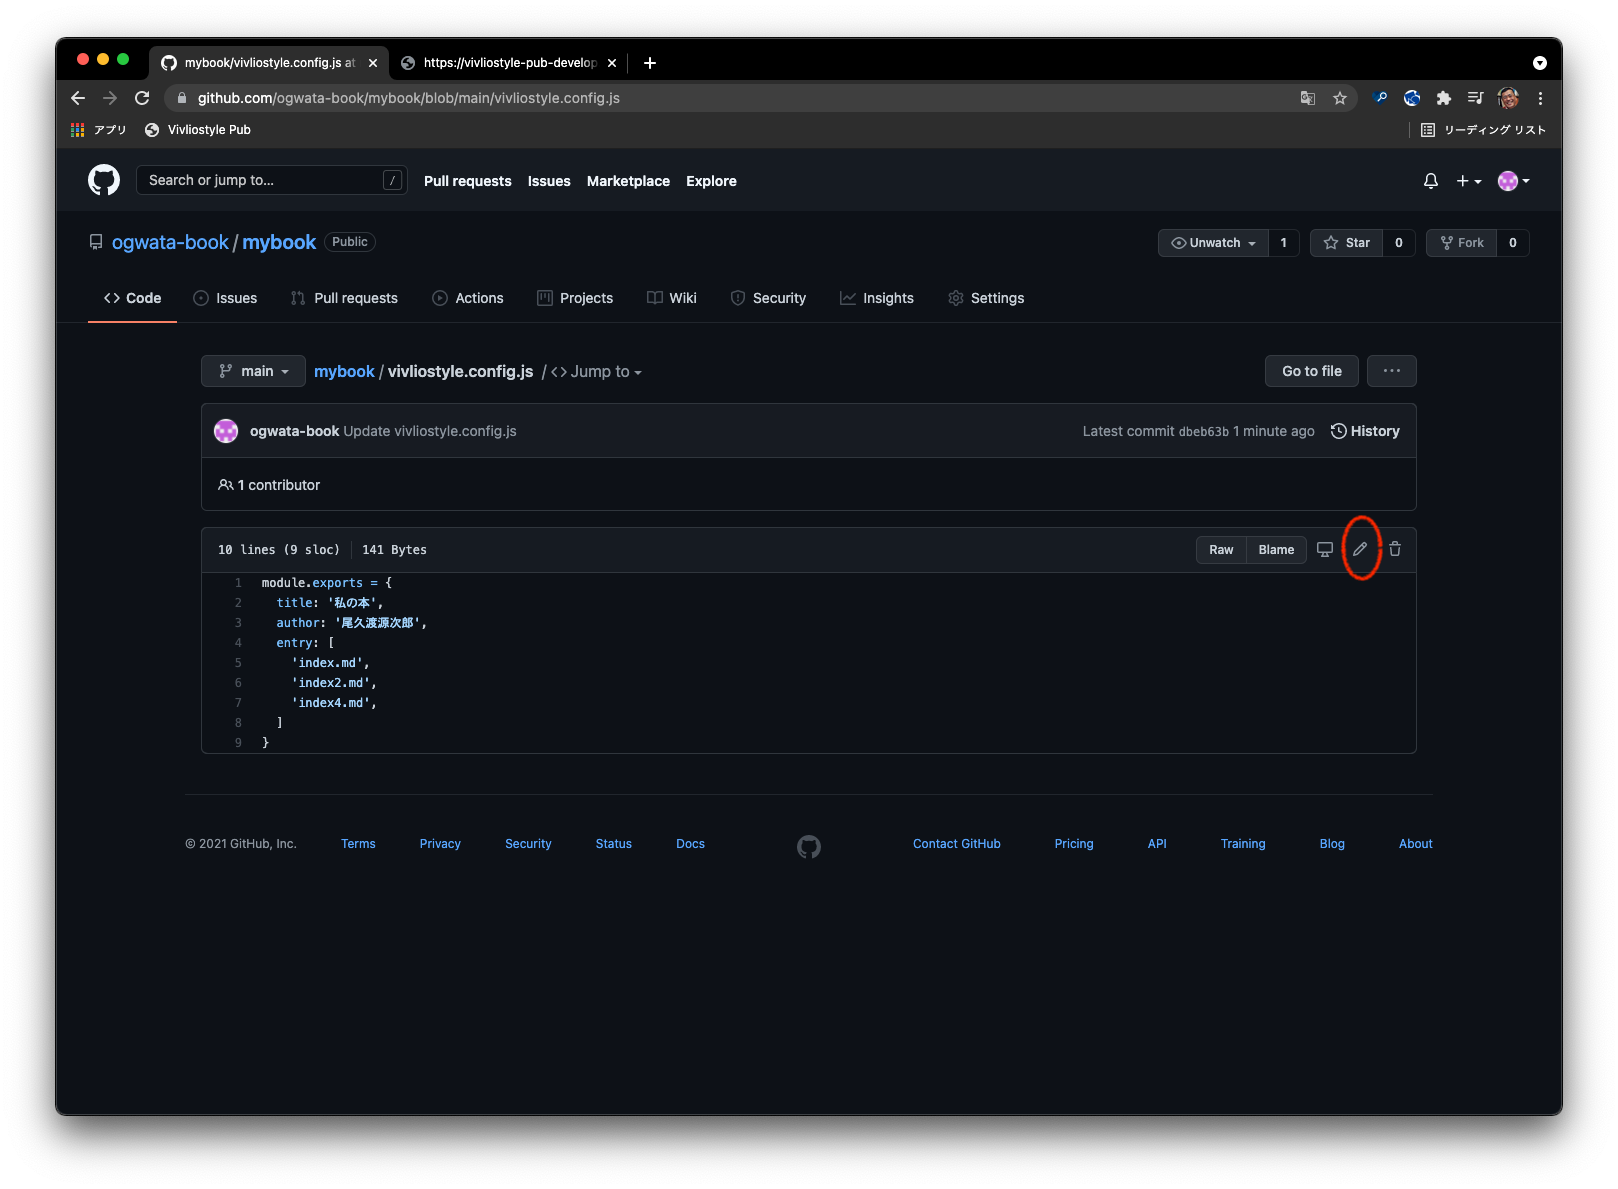 mybook/vivliostyle.config.js at
https://vivliostyle-pub-develop
github.com/ogwata-book/mybook/blob/main/vivliostyle.config.js
アプリ Vivliostyle Pub リーディング リスト
Search or jump to... / Pull requests Issues Marketplace Explore
ogwata-book / mybook Public Unwatch 1 Star 0 Fork 0
Code Issues Pull requests Actions Projects Wiki Security Insights Settings
main mybook / vivliostyle.config.js / <> Jump to Go to file ...
ogwata-book Update vivliostyle.config.js Latest commit dbeb63b 1 minute ago History
1 contributor
10 lines (9 sloc) 141 Bytes Raw Blame
1 module.exports = {
2 title: '私の本',
3 author: '尾久渡源次郎',
4 entry: [
5 'index.md',
6 'index2.md',
7 'index4.md',
8 ]
9 }
© 2021 GitHub, Inc. Terms Privacy Security Status Docs Contact GitHub Pricing API Training Blog About